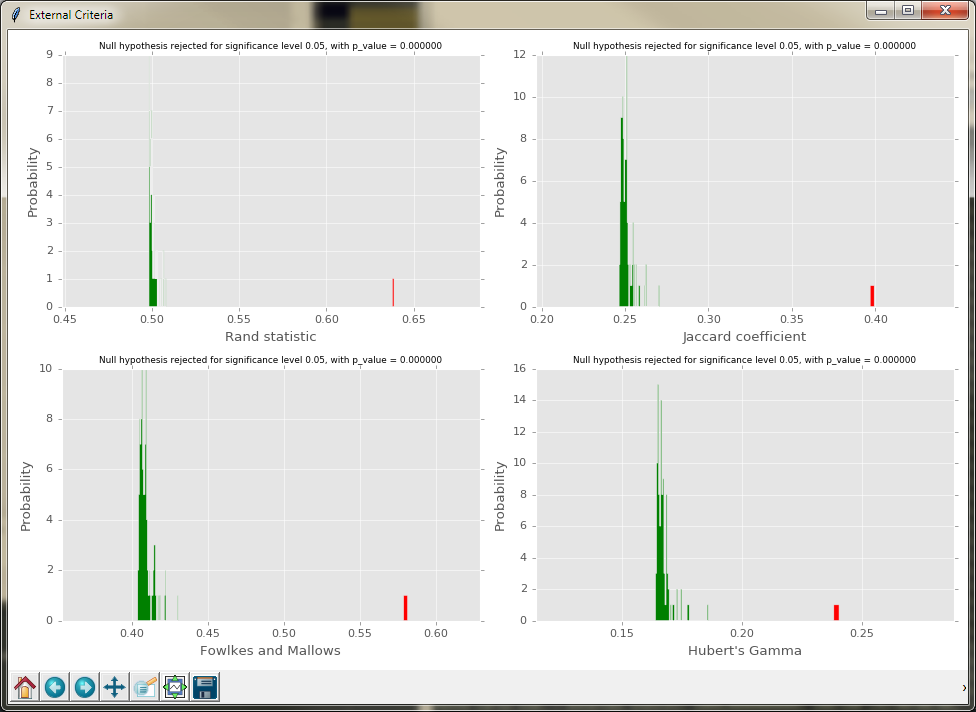 External Criteria
Null hypothesis rejected for significance level 0.05, with p_value = 0.000000
9
8
7
6
5
4
3
2
1
0
Probability
0.45 0.50 0.55 0.60 0.65
Rand statistic
Null hypothesis rejected for significance level 0.05, with p_value = 0.000000
12
10
8
6
4
2
0
Probability
0.20 0.25 0.30 0.35 0.40
Jaccard coefficient
Null hypothesis rejected for significance level 0.05, with p_value = 0.000000
10
8
6
4
2
0
Probability
0.40 0.45 0.50 0.55 0.60
Fowlkes and Mallows
Null hypothesis rejected for significance level 0.05, with p_value = 0.000000
16
14
12
10
8
6
4
2
0
Probability
0.15 0.20 0.25
Hubert's Gamma